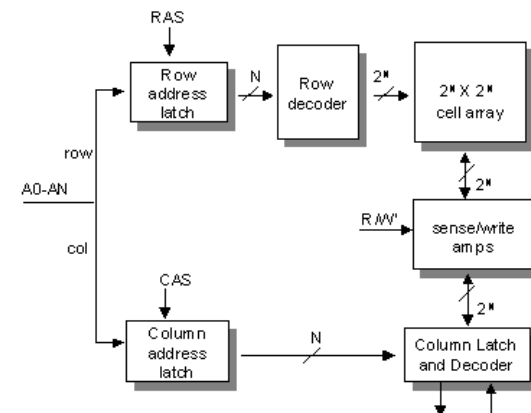 RAS
Row
address
latch
N
Row
decoder
2ᴺ
2ᴺ X 2ᴺ
cell array
row
A0-AN
col
2ᴺ
R/W'
sense/write
amps
CAS
2ᴺ
Column
address
latch
N
Column Latch
and Decoder